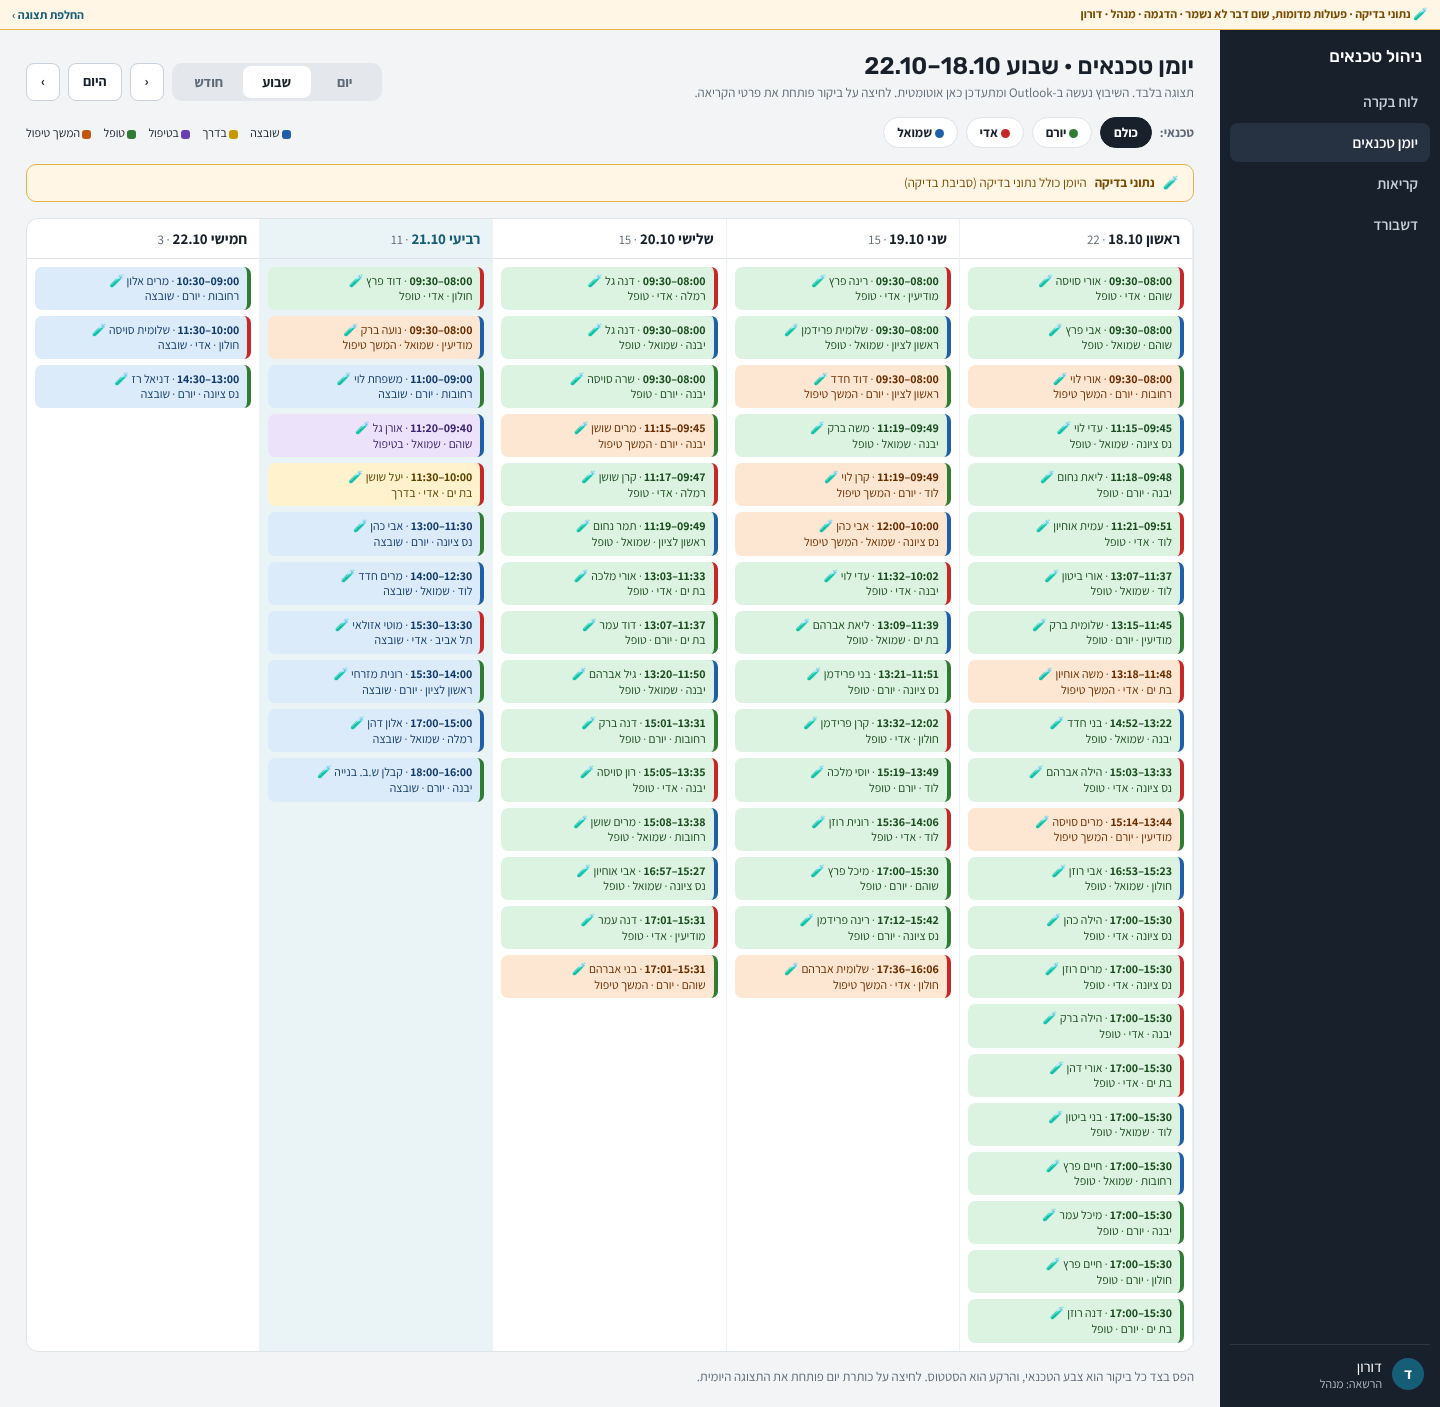 🧪 נתוני בדיקה · פעולות מדומות, שום דבר לא נשמר · הדגמה · מנהל · דורון
החלפת תצוגה ›
ניהול טכנאים
לוח בקרה
יומן טכנאים
קריאות
דשבורד
יומן טכנאים · שבוע 18.10–22.10
תצוגה בלבד. השיבוץ נעשה ב-Outlook ומתעדכן כאן אוטומטית. לחיצה על ביקור פותחת את פרטי הקריאה.
יום
שבוע
חודש
‹
היום
›
טכנאי:
כולם
יורם
אדי
שמואל
שובצה
בדרך
בטיפול
טופל
המשך טיפול
🧪 נתוני בדיקה היומן כולל נתוני בדיקה (סביבת בדיקה)
ראשון 18.10 · 22
08:00–09:30 · אורי סויסה 🧪
שוהם · אדי · טופל
08:00–09:30 · אבי פרץ 🧪
שוהם · שמואל · טופל
08:00–09:30 · אורי לוי 🧪
רחובות · יורם · המשך טיפול
09:45–11:15 · עדי לוי 🧪
נס ציונה · שמואל · טופל
09:48–11:18 · ליאת נחום 🧪
יבנה · יורם · טופל
09:51–11:21 · עמית אוחיון 🧪
לוד · אדי · טופל
11:37–13:07 · אורי ביטון 🧪
לוד · שמואל · טופל
11:45–13:15 · שלומית ברק 🧪
מודיעין · יורם · טופל
11:48–13:18 · משה אוחיון 🧪
בת ים · אדי · המשך טיפול
13:22–14:52 · בני חדד 🧪
יבנה · שמואל · טופל
13:33–15:03 · הילה אברהם 🧪
נס ציונה · אדי · טופל
13:44–15:14 · מרים סויסה 🧪
מודיעין · יורם · המשך טיפול
15:23–16:53 · אבי רוזן 🧪
חולון · שמואל · טופל
15:30–17:00 · הילה כהן 🧪
נס ציונה · אדי · טופל
15:30–17:00 · מרים רוזן 🧪
נס ציונה · אדי · טופל
15:30–17:00 · הילה ברק 🧪
יבנה · אדי · טופל
15:30–17:00 · אורי דהן 🧪
בת ים · אדי · טופל
15:30–17:00 · בני ביטון 🧪
לוד · שמואל · טופל
15:30–17:00 · חיים פרץ 🧪
רחובות · שמואל · טופל
15:30–17:00 · מיכל עמר 🧪
יבנה · יורם · טופל
15:30–17:00 · חיים פרץ 🧪
חולון · יורם · טופל
15:30–17:00 · דנה רוזן 🧪
בת ים · יורם · טופל
שני 19.10 · 15
08:00–09:30 · רינה פרץ 🧪
מודיעין · אדי · טופל
08:00–09:30 · שלומית פרידמן 🧪
ראשון לציון · שמואל · טופל
08:00–09:30 · דוד חדד 🧪
ראשון לציון · יורם · המשך טיפול
09:49–11:19 · משה ברק 🧪
יבנה · שמואל · טופל
09:49–11:19 · קרן לוי 🧪
לוד · יורם · המשך טיפול
10:00–12:00 · אבי כהן 🧪
נס ציונה · שמואל · המשך טיפול
10:02–11:32 · עדי לוי 🧪
יבנה · אדי · טופל
11:39–13:09 · ליאת אברהם 🧪
בת ים · שמואל · טופל
11:51–13:21 · בני פרידמן 🧪
נס ציונה · יורם · טופל
12:02–13:32 · קרן פרידמן 🧪
חולון · אדי · טופל
13:49–15:19 · יוסי מלכה 🧪
לוד · יורם · טופל
14:06–15:36 · רונית רוזן 🧪
לוד · אדי · טופל
15:30–17:00 · מיכל פרץ 🧪
שוהם · יורם · טופל
15:42–17:12 · רינה פרידמן 🧪
נס ציונה · יורם · טופל
16:06–17:36 · שלומית אברהם 🧪
חולון · אדי · המשך טיפול
שלישי 20.10 · 15
08:00–09:30 · דנה גל 🧪
רמלה · אדי · טופל
08:00–09:30 · דנה גל 🧪
יבנה · שמואל · טופל
08:00–09:30 · שרה סויסה 🧪
יבנה · יורם · טופל
09:45–11:15 · מרים ששון 🧪
יבנה · יורם · המשך טיפול
09:47–11:17 · קרן ששון 🧪
רמלה · אדי · טופל
09:49–11:19 · תמר נחום 🧪
ראשון לציון · שמואל · טופל
11:33–13:03 · אורי מלכה 🧪
בת ים · אדי · טופל
11:37–13:07 · דוד עמר 🧪
בת ים · יורם · טופל
11:50–13:20 · גיל אברהם 🧪
יבנה · שמואל · טופל
13:31–15:01 · דנה ברק 🧪
רחובות · יורם · טופל
13:35–15:05 · רון סויסה 🧪
יבנה · אדי · טופל
13:38–15:08 · מרים ששון 🧪
רחובות · שמואל · טופל
15:27–16:57 · אבי אוחיון 🧪
נס ציונה · שמואל · טופל
15:31–17:01 · דנה עמר 🧪
מודיעין · אדי · טופל
15:31–17:01 · בני אברהם 🧪
שוהם · יורם · המשך טיפול
רביעי 21.10 · 11
08:00–09:30 · דוד פרץ 🧪
חולון · אדי · טופל
08:00–09:30 · נועה ברק 🧪
מודיעין · שמואל · המשך טיפול
09:00–11:00 · משפחת לוי 🧪
רחובות · יורם · שובצה
09:40–11:20 · אורן גל 🧪
שוהם · שמואל · בטיפול
10:00–11:30 · יעל ששון 🧪
בת ים · אדי · בדרך
11:30–13:00 · אבי כהן 🧪
נס ציונה · יורם · שובצה
12:30–14:00 · מרים חדד 🧪
לוד · שמואל · שובצה
13:30–15:30 · מוטי אזולאי 🧪
תל אביב · אדי · שובצה
14:00–15:30 · רונית מזרחי 🧪
ראשון לציון · יורם · שובצה
15:00–17:00 · אלון דהן 🧪
רמלה · שמואל · שובצה
16:00–18:00 · קבלן ש.ב. בנייה 🧪
יבנה · יורם · שובצה
חמישי 22.10 · 3
09:00–10:30 · מרים אלון 🧪
רחובות · יורם · שובצה
10:00–11:30 · שלומית סויסה 🧪
חולון · אדי · שובצה
13:00–14:30 · דניאל רז 🧪
נס ציונה · יורם · שובצה
הפס בצד כל ביקור הוא צבע הטכנאי, והרקע הוא הסטטוס. לחיצה על כותרת יום פותחת את התצוגה היומית.
ד
דורון
הרשאה: מנהל